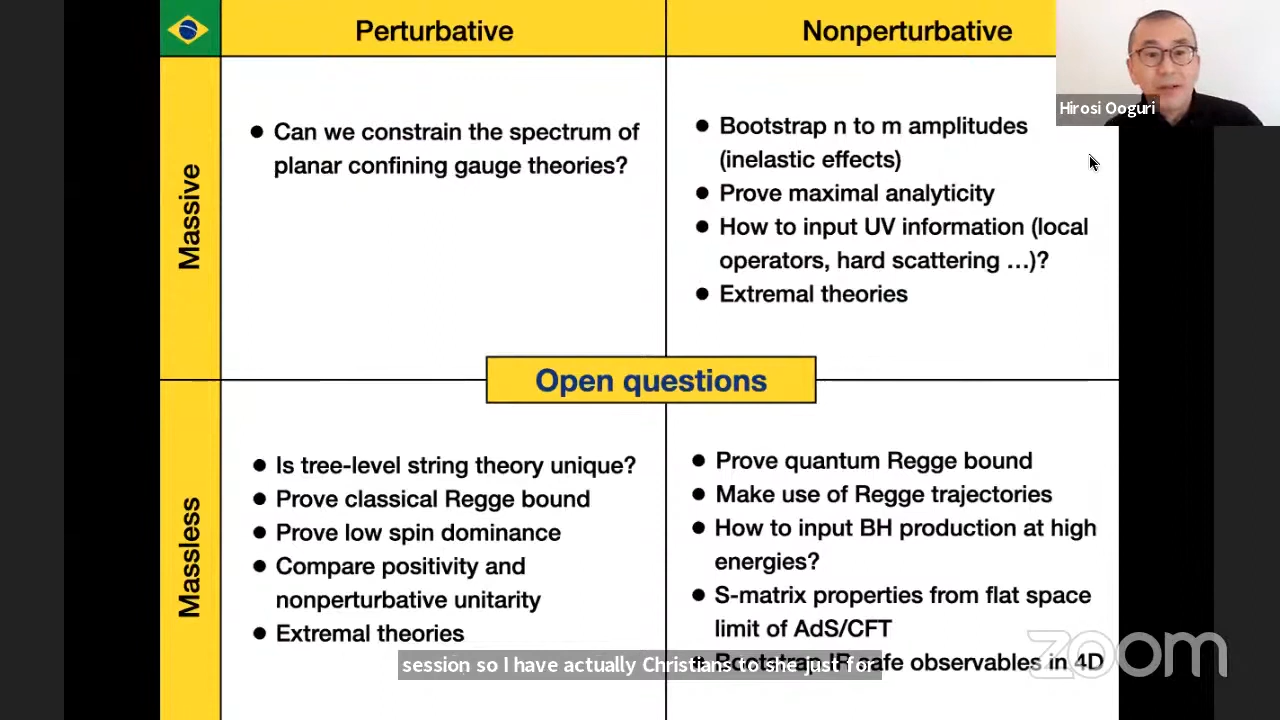 Perturbative
Nonperturbative
Hirosi Ooguri
Massive
● Can we constrain the spectrum of
planar confining gauge theories?
● Bootstrap n to m amplitudes
(inelastic effects)
● Prove maximal analyticity
● How to input UV information (local
operators, hard scattering ...)?
● Extremal theories
Open questions
Massless
● Is tree-level string theory unique?
● Prove classical Regge bound
● Prove low spin dominance
● Compare positivity and
nonperturbative unitarity
● Extremal theories
● Prove quantum Regge bound
● Make use of Regge trajectories
● How to input BH production at high
energies?
● S-matrix properties from flat space
limit of AdS/CFT
● Bootstrap IR safe observables in 4D
session so I have actually Christians to she just for
zoom